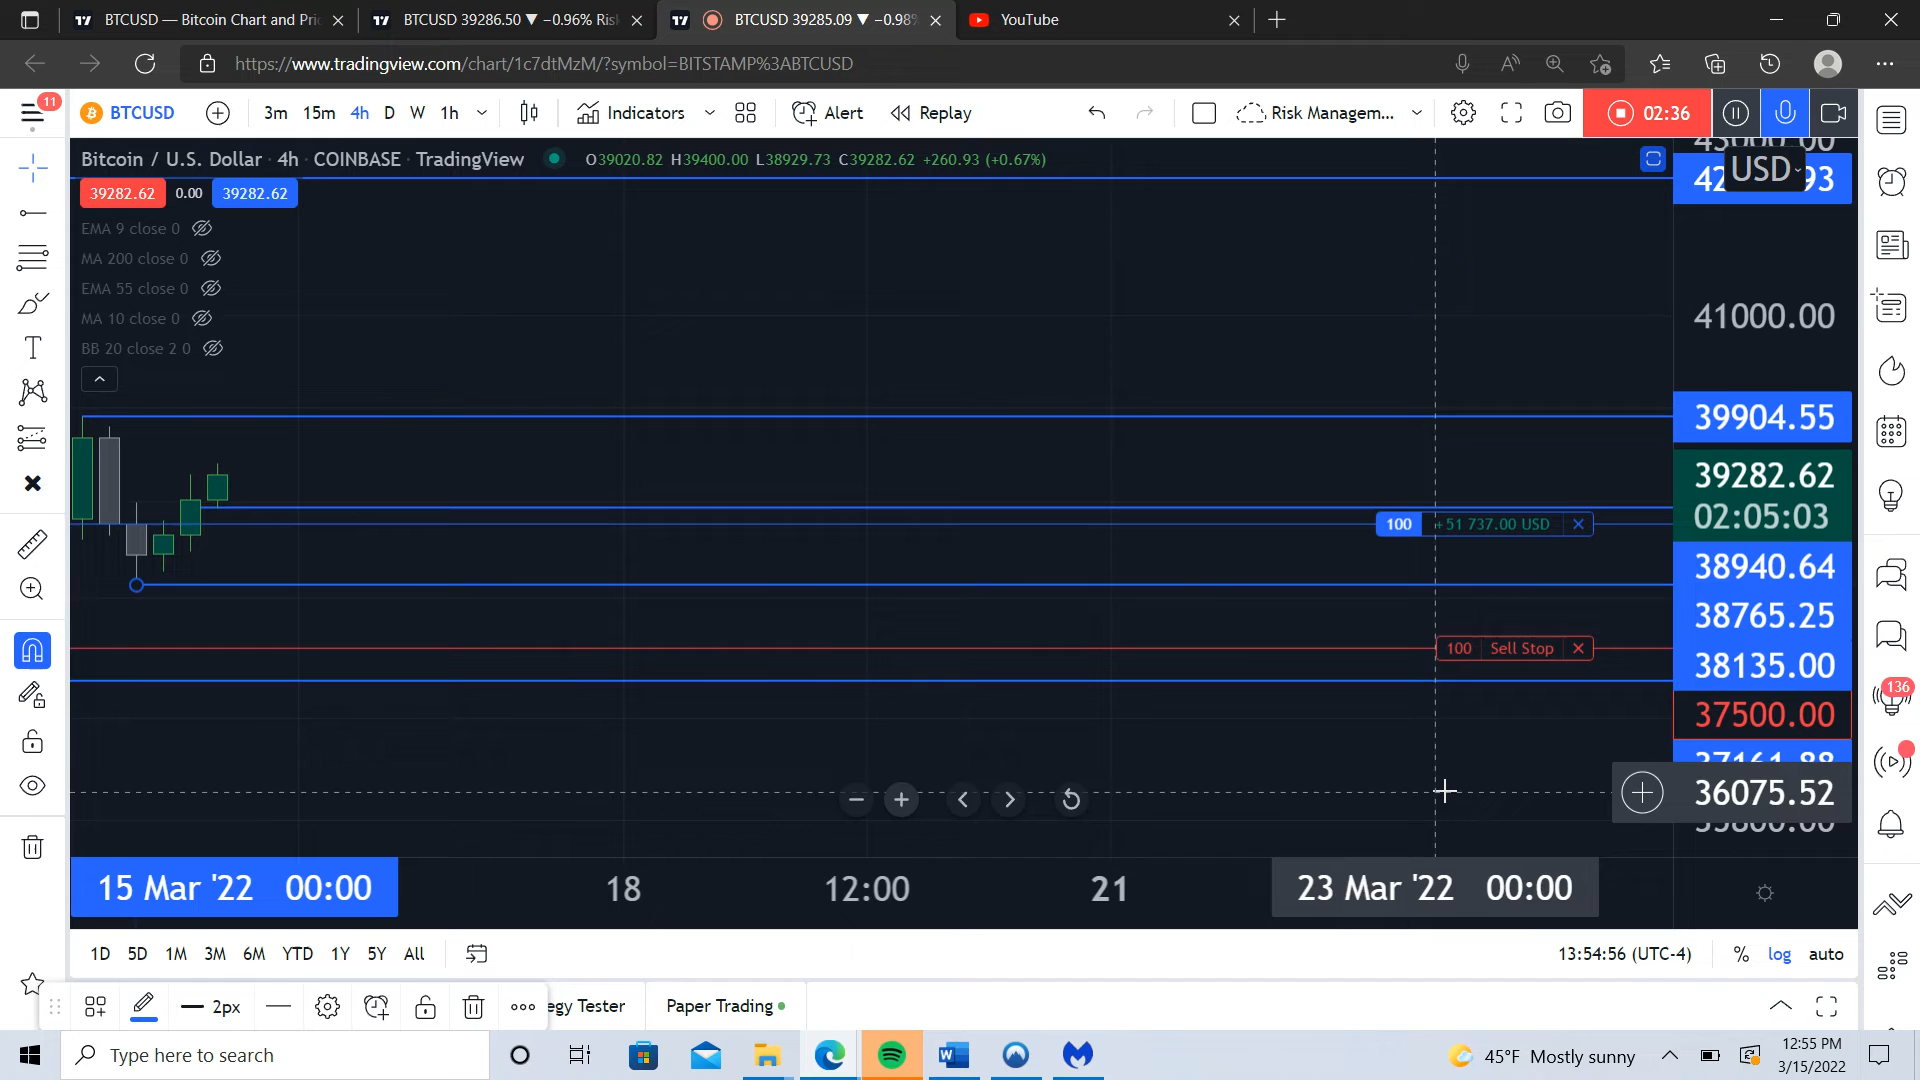 BTCUSD — Bitcoin Chart and Pri
BTCUSD 39286.50 ▼ −0.96% Ris
BTCUSD 39285.09 ▼ −0.98%
YouTube
https://www.tradingview.com/chart/1c7dtMzM/?symbol=BITSTAMP%3ABTCUSD
11
BTCUSD
3m 15m 4h D W 1h
Indicators
Alert
Replay
Risk Managem...
02:36
Bitcoin / U.S. Dollar · 4h · COINBASE · TradingView
O39020.82 H39400.00 L38929.73 C39282.62 +260.93 (+0.67%)
USD
39282.62 0.00 39282.62
EMA 9 close 0
MA 200 close 0
EMA 55 close 0
MA 10 close 0
BB 20 close 2 0
41000.00
39904.55
39282.62
02:05:03
100 +51 737.00 USD
38940.64
38765.25
100 Sell Stop
38135.00
37500.00
136
36075.52
15 Mar '22 00:00
18
12:00
21
23 Mar '22 00:00
1D 5D 1M 3M 6M YTD 1Y 5Y All
13:54:56 (UTC-4)
% log auto
2px
egy Tester
Paper Trading
Type here to search
45°F Mostly sunny
12:55 PM
3/15/2022